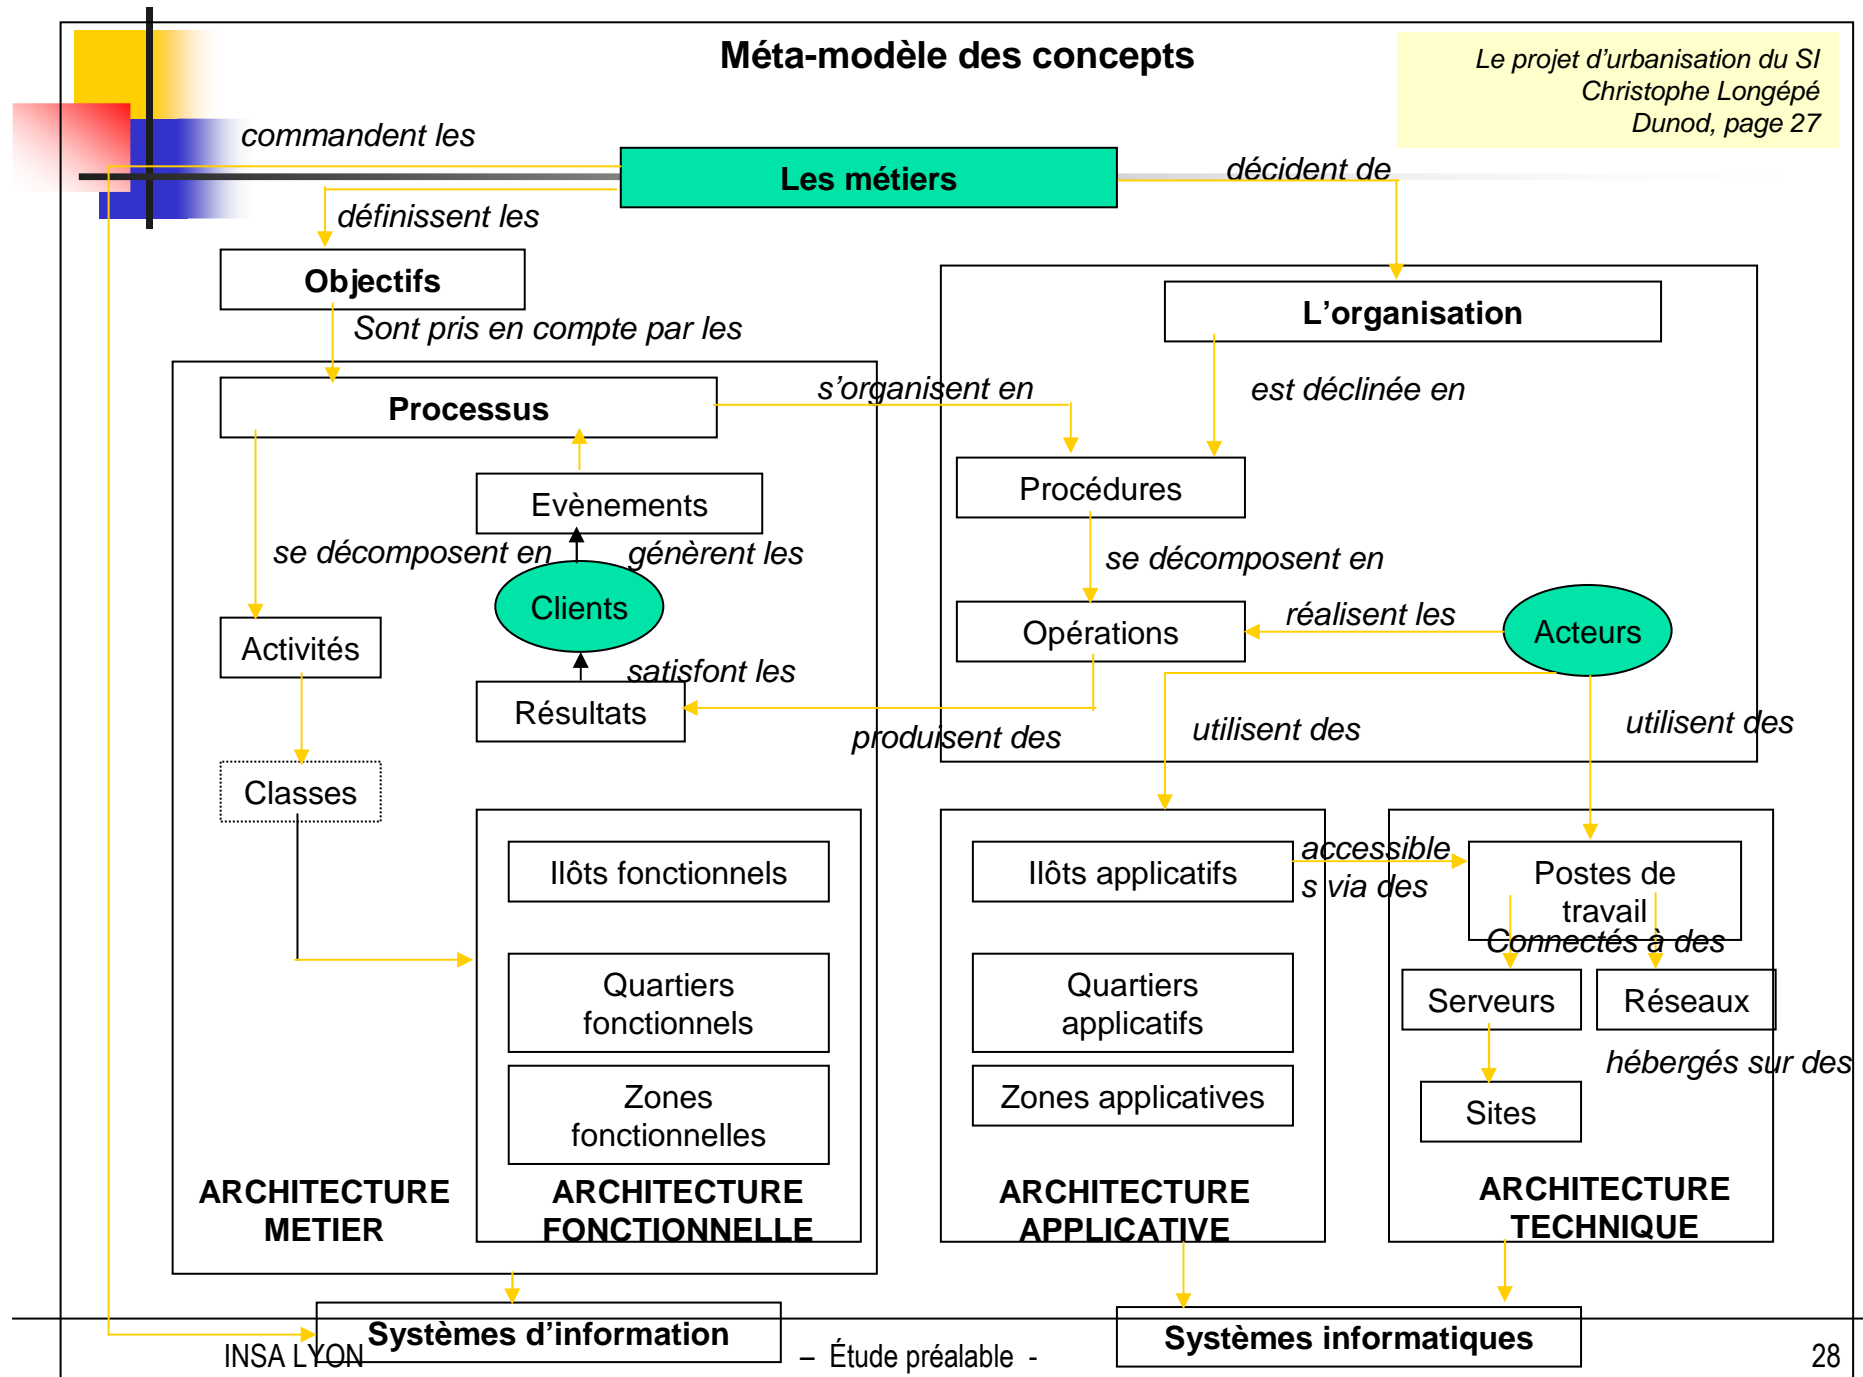 Méta-modèle des concepts
Le projet d'urbanisation du SI
Christophe Longépé
Dunod, page 27
commandent les
Les métiers
décident de
définissent les
Objectifs
L'organisation
Sont pris en compte par les
Processus
s'organisent en
est déclinée en
Evènements
Procédures
se décomposent en
génèrent les
se décomposent en
Clients
Opérations
réalisent les
Acteurs
Activités
satisfont les
Résultats
produisent des
utilisent des
utilisent des
Classes
Ilôts fonctionnels
Ilôts applicatifs
accessible
s via des
Postes de
travail
Connectés à des
Quartiers
fonctionnels
Quartiers
applicatifs
Serveurs
Réseaux
hébergés sur des
Zones
fonctionnelles
Zones applicatives
Sites
ARCHITECTURE
METIER
ARCHITECTURE
FONCTIONNELLE
ARCHITECTURE
APPLICATIVE
ARCHITECTURE
TECHNIQUE
Systèmes d'information
Systèmes informatiques
INSA LYON
– Étude préalable -
28